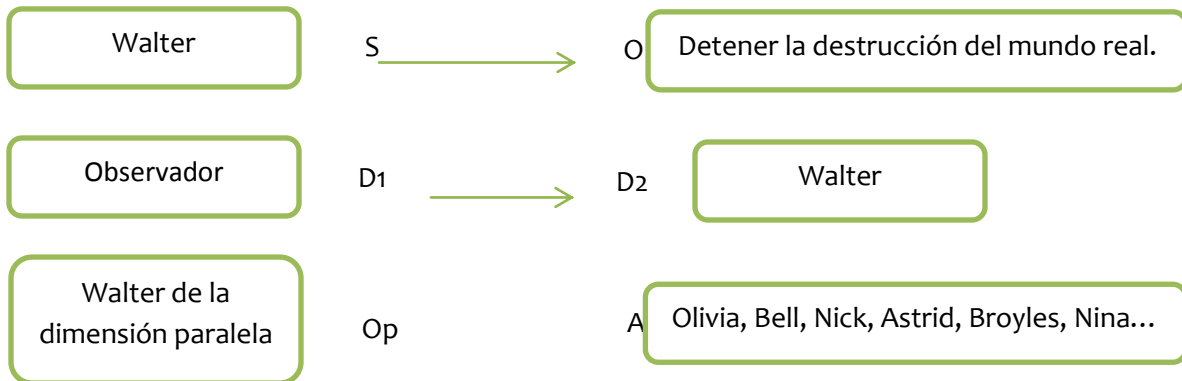 Walter S O Detener la destrucción del mundo real.
Observador D1 D2 Walter
Walter de la
dimensión paralela Op A Olivia, Bell, Nick, Astrid, Broyles, Nina…